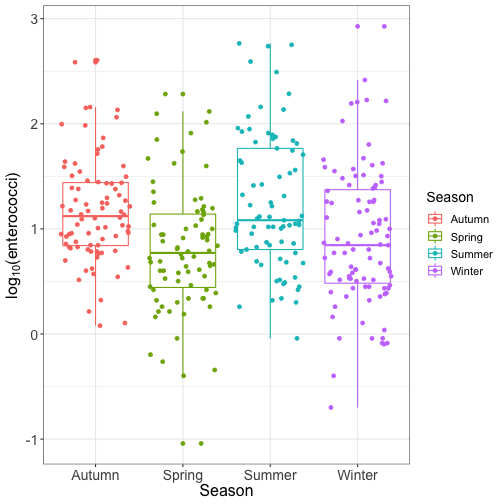 3
2
1
0
-1
log₁₀(enterococci)
Autumn Spring Summer Winter
Season
Season
Autumn
Spring
Summer
Winter